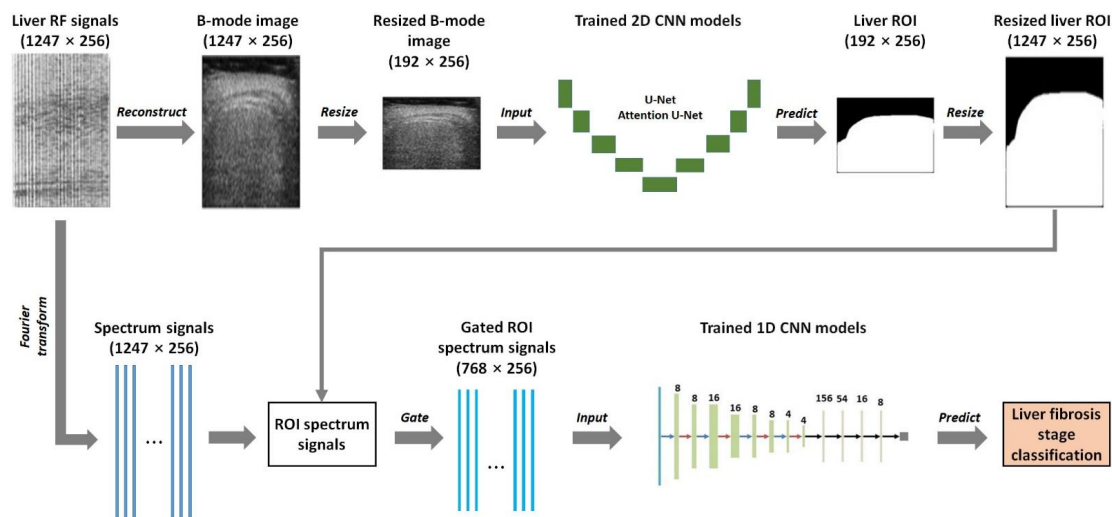 Liver RF signals
(1247 × 256)
B-mode image
(1247 × 256)
Resized B-mode
image
(192 × 256)
Trained 2D CNN models
Liver ROI
(192 × 256)
Resized liver ROI
(1247 × 256)
Reconstruct
Resize
Input
U-Net
Attention U-Net
Predict
Resize
Fourier
transform
Spectrum signals
(1247 × 256)
...
ROI spectrum
signals
Gate
Gated ROI
spectrum signals
(768 × 256)
...
Input
Trained 1D CNN models
8
8
16
16
8
8
4
4
156
54
16
8
Predict
Liver fibrosis
stage
classification